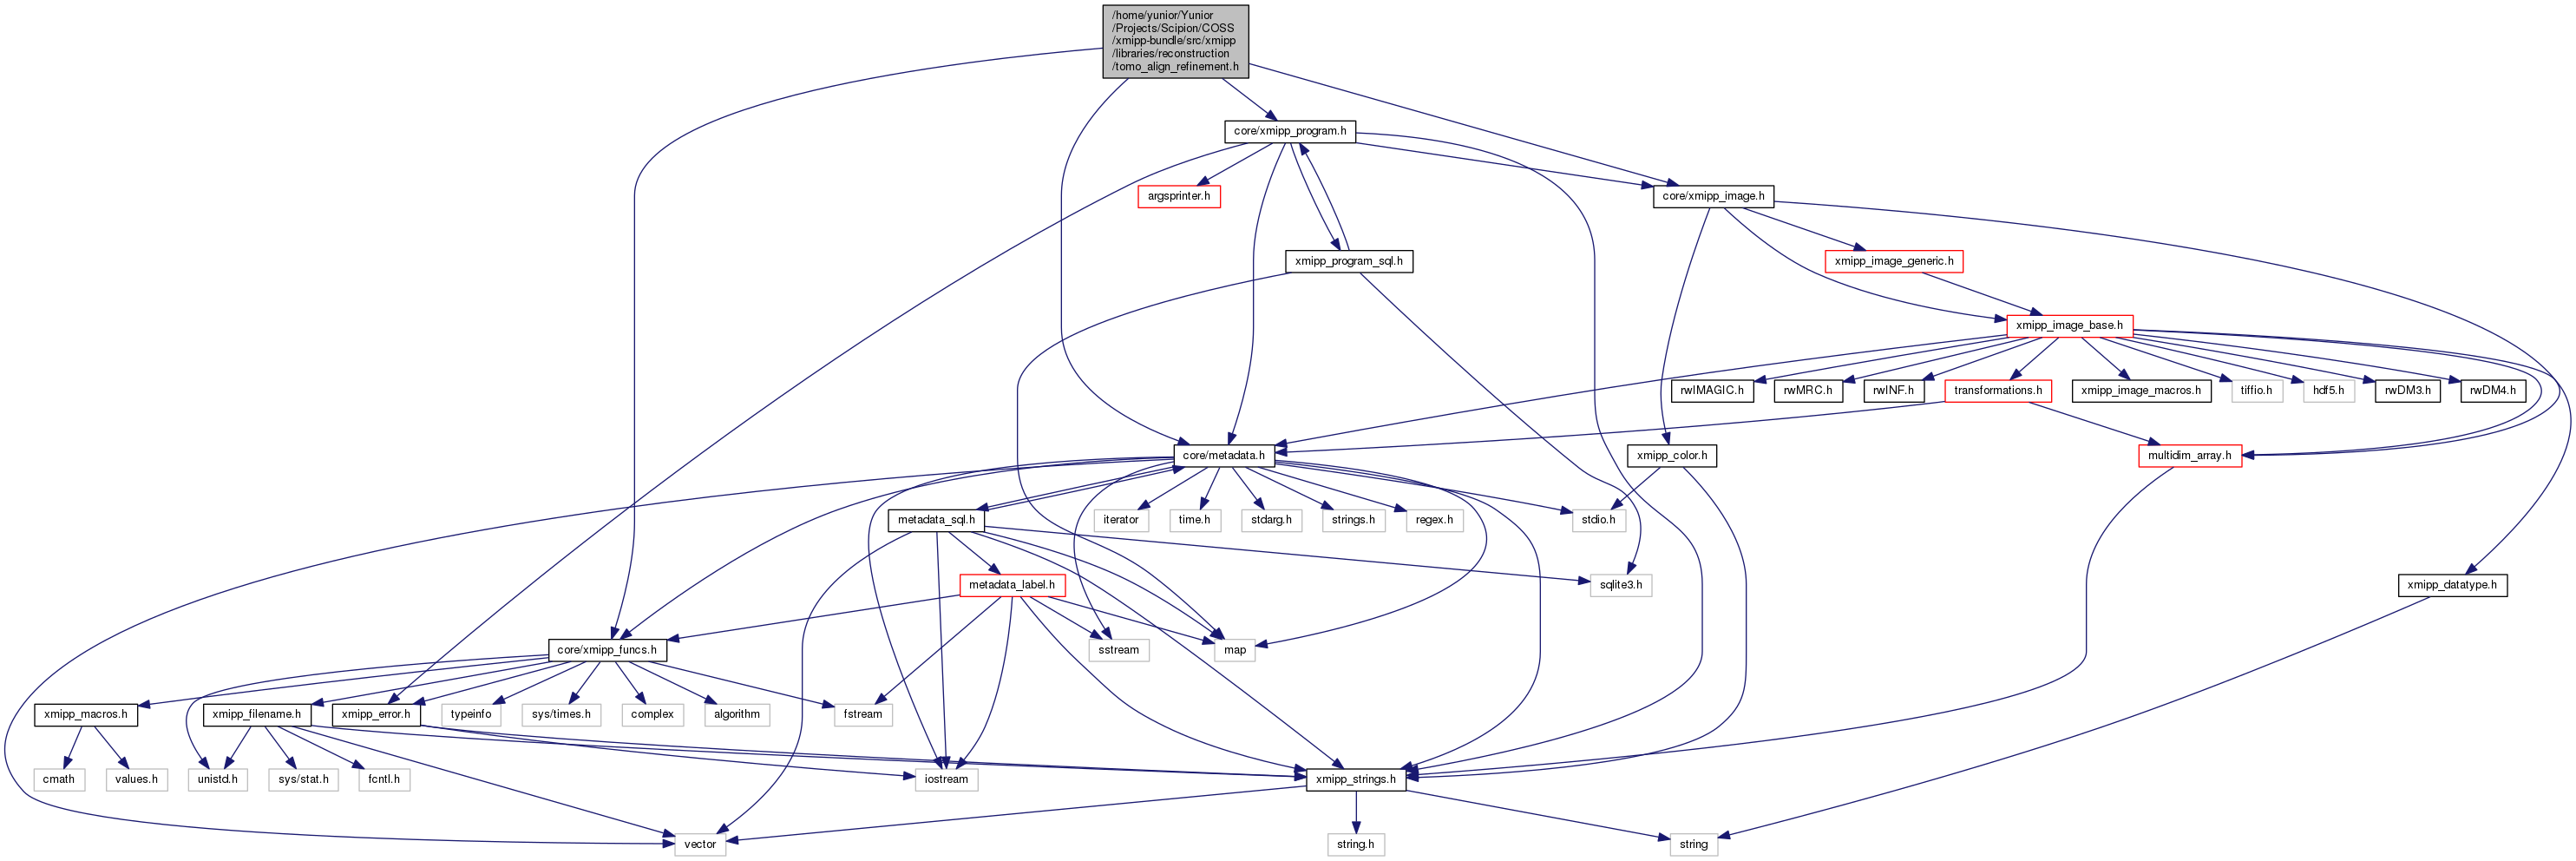 /home/yunior/Yunior
/Projects/Scipion/COSS
/xmipp-bundle/src/xmipp
/libraries/reconstruction
/tomo_align_refinement.h
core/xmipp_program.h
argsprinter.h
core/xmipp_image.h
xmipp_program_sql.h
xmipp_image_generic.h
xmipp_image_base.h
rwIMAGIC.h
rwMRC.h
rwINF.h
transformations.h
xmipp_image_macros.h
tiffio.h
hdf5.h
rwDM3.h
rwDM4.h
core/metadata.h
xmipp_color.h
multidim_array.h
metadata_sql.h
iterator
time.h
stdarg.h
strings.h
regex.h
stdio.h
metadata_label.h
sqlite3.h
xmipp_datatype.h
core/xmipp_funcs.h
sstream
map
xmipp_macros.h
xmipp_filename.h
xmipp_error.h
typeinfo
sys/times.h
complex
algorithm
fstream
cmath
values.h
unistd.h
sys/stat.h
fcntl.h
iostream
xmipp_strings.h
vector
string.h
string